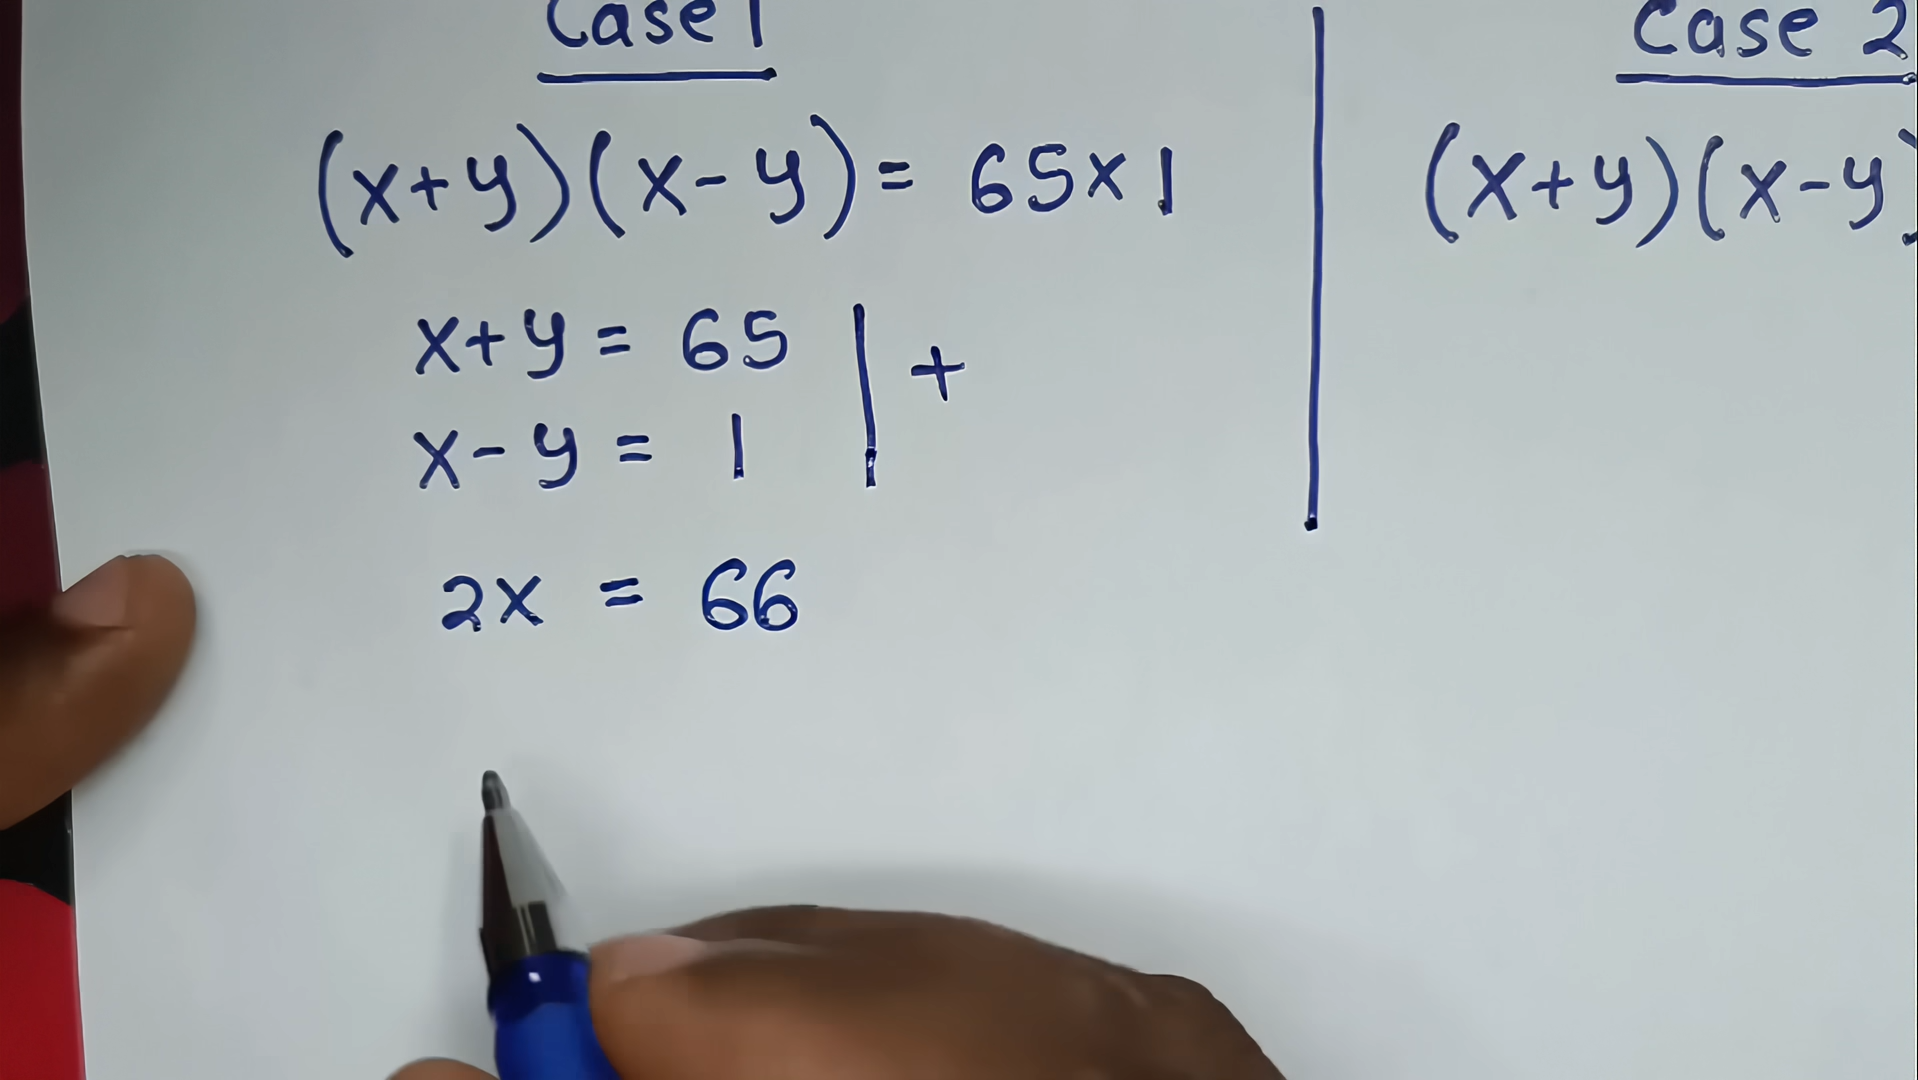 Case 1
(x+y)(x-y) = 65×1
x+y = 65 | +
x-y = 1
2x = 66
Case 2
(x+y)(x-y)